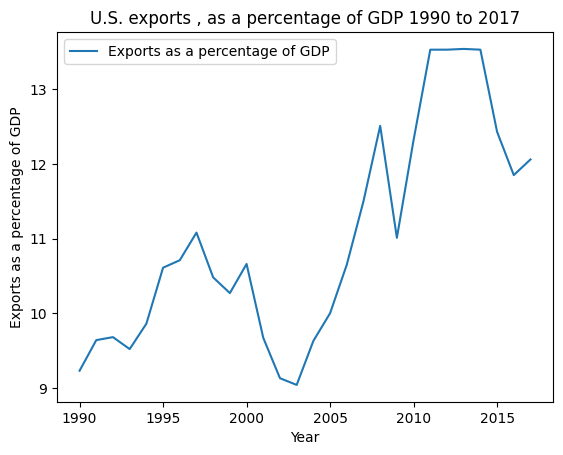 U.S. exports , as a percentage of GDP 1990 to 2017
Exports as a percentage of GDP
Exports as a percentage of GDP
13
12
11
10
9
1990 1995 2000 2005 2010 2015
Year